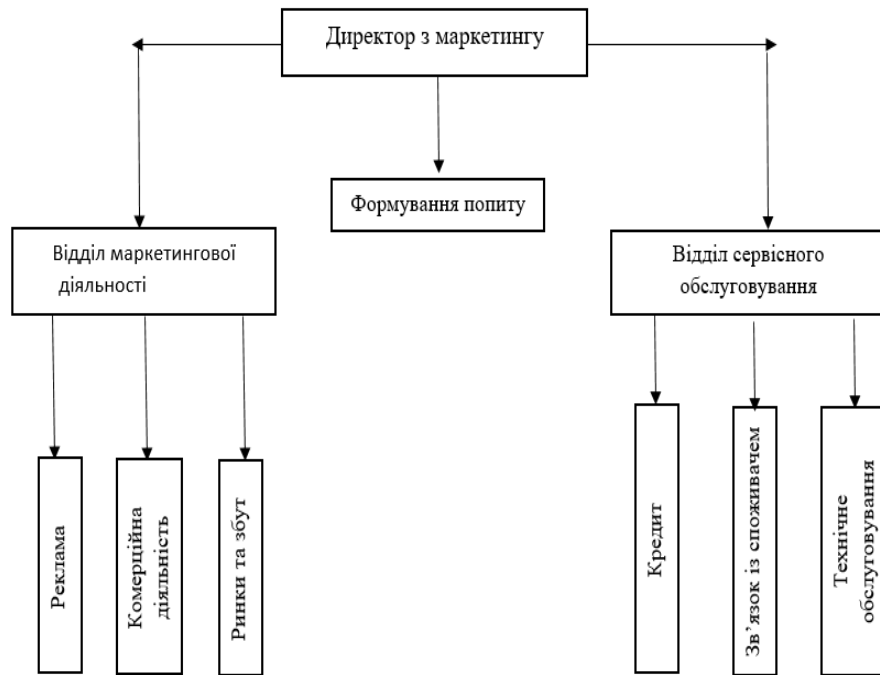 Директор з маркетингу
Формування попиту
Відділ маркетингової
діяльності
Відділ сервісного
обслуговування
Реклама
Комерційна
діяльність
Ринки та збут
Кредит
Зв’язок із споживачем
Технічне
обслуговування